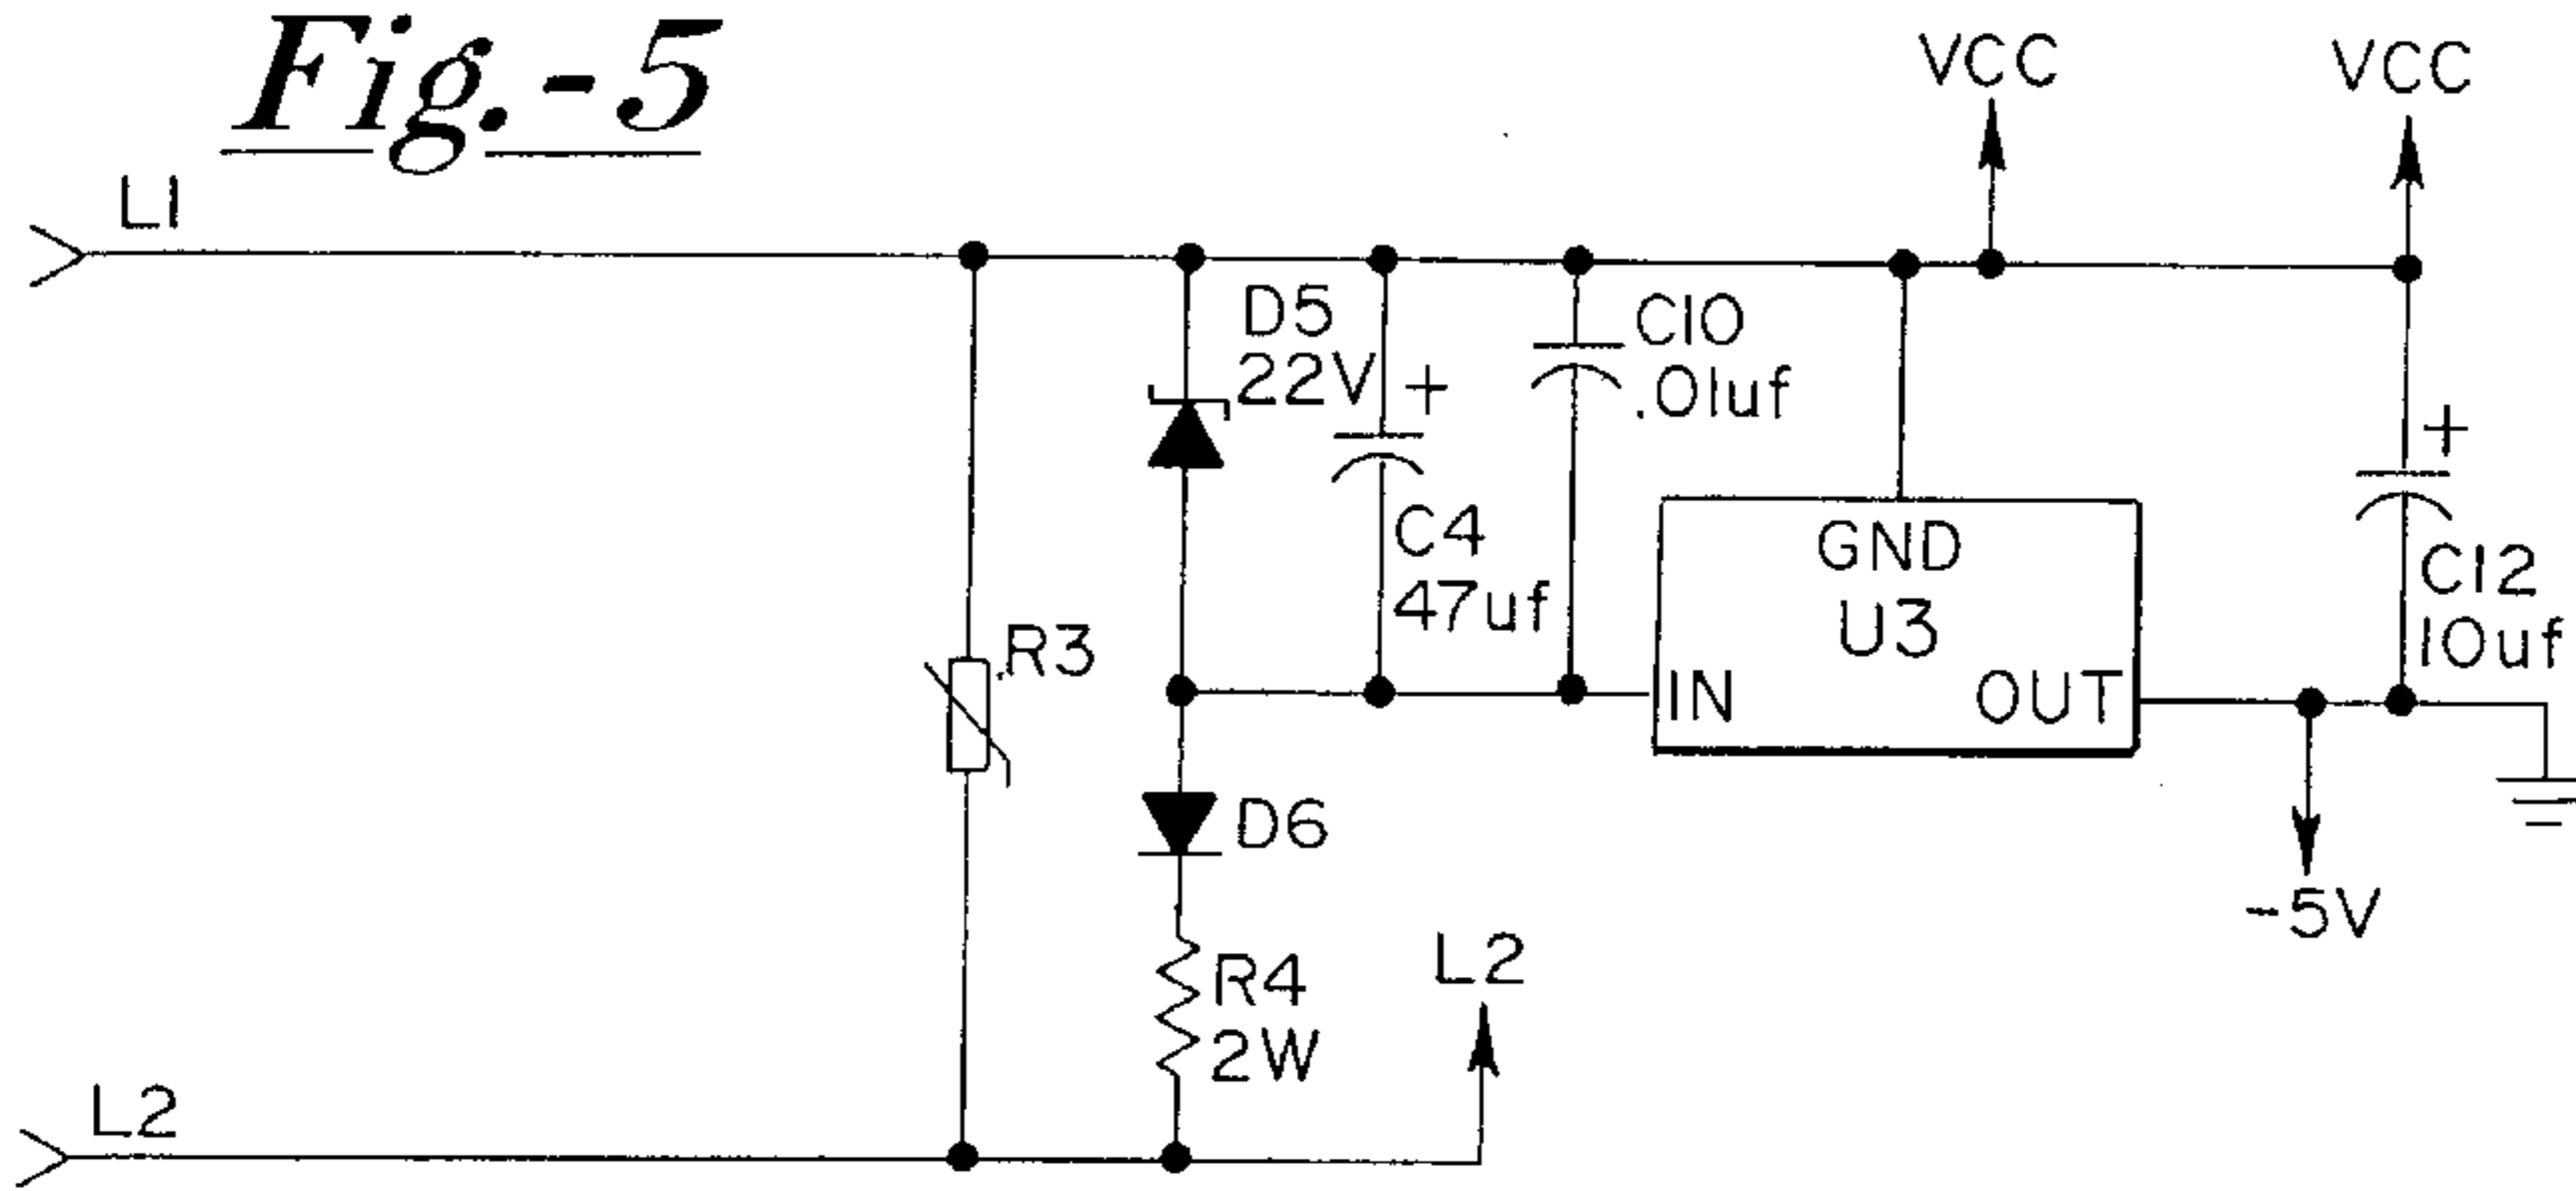 Fig.-5
VCC
VCC
L1
D5
22V
+
C10
.01uf
+
C4
47uf
GND
U3
IN
OUT
C12
10uf
R3
D6
-5V
R4
2W
L2
L2